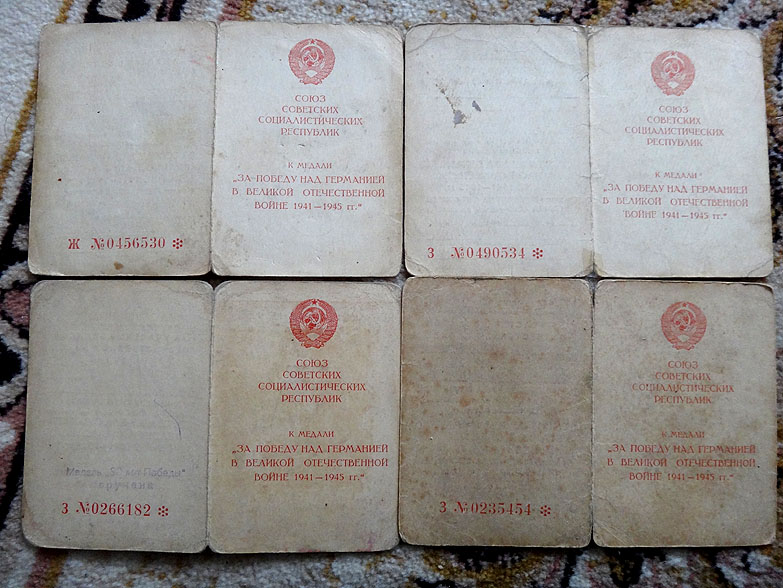 СОЮЗ
СОВЕТСКИХ
СОЦИАЛИСТИЧЕСКИХ
РЕСПУБЛИК
К МЕДАЛИ
„ЗА ПОБЕДУ НАД ГЕРМАНИЕЙ
В ВЕЛИКОЙ ОТЕЧЕСТВЕННОЙ
ВОЙНЕ 1941—1945 гг.“
Ж №0456530 ✻
СОЮЗ
СОВЕТСКИХ
СОЦИАЛИСТИЧЕСКИХ
РЕСПУБЛИК
К МЕДАЛИ
„ЗА ПОБЕДУ НАД ГЕРМАНИЕЙ
В ВЕЛИКОЙ ОТЕЧЕСТВЕННОЙ
ВОЙНЕ 1941—1945 гг.“
З №0490534 ✻
СОЮЗ
СОВЕТСКИХ
СОЦИАЛИСТИЧЕСКИХ
РЕСПУБЛИК
К МЕДАЛИ
„ЗА ПОБЕДУ НАД ГЕРМАНИЕЙ
В ВЕЛИКОЙ ОТЕЧЕСТВЕННОЙ
ВОЙНЕ 1941—1945 гг.“
Медаль Победы"
вручена
З №0266182 ✻
СОЮЗ
СОВЕТСКИХ
СОЦИАЛИСТИЧЕСКИХ
РЕСПУБЛИК
К МЕДАЛИ
„ЗА ПОБЕДУ НАД ГЕРМАНИЕЙ
В ВЕЛИКОЙ ОТЕЧЕСТВЕННОЙ
ВОЙНЕ 1941—1945 гг.“
З №0235454 ✻